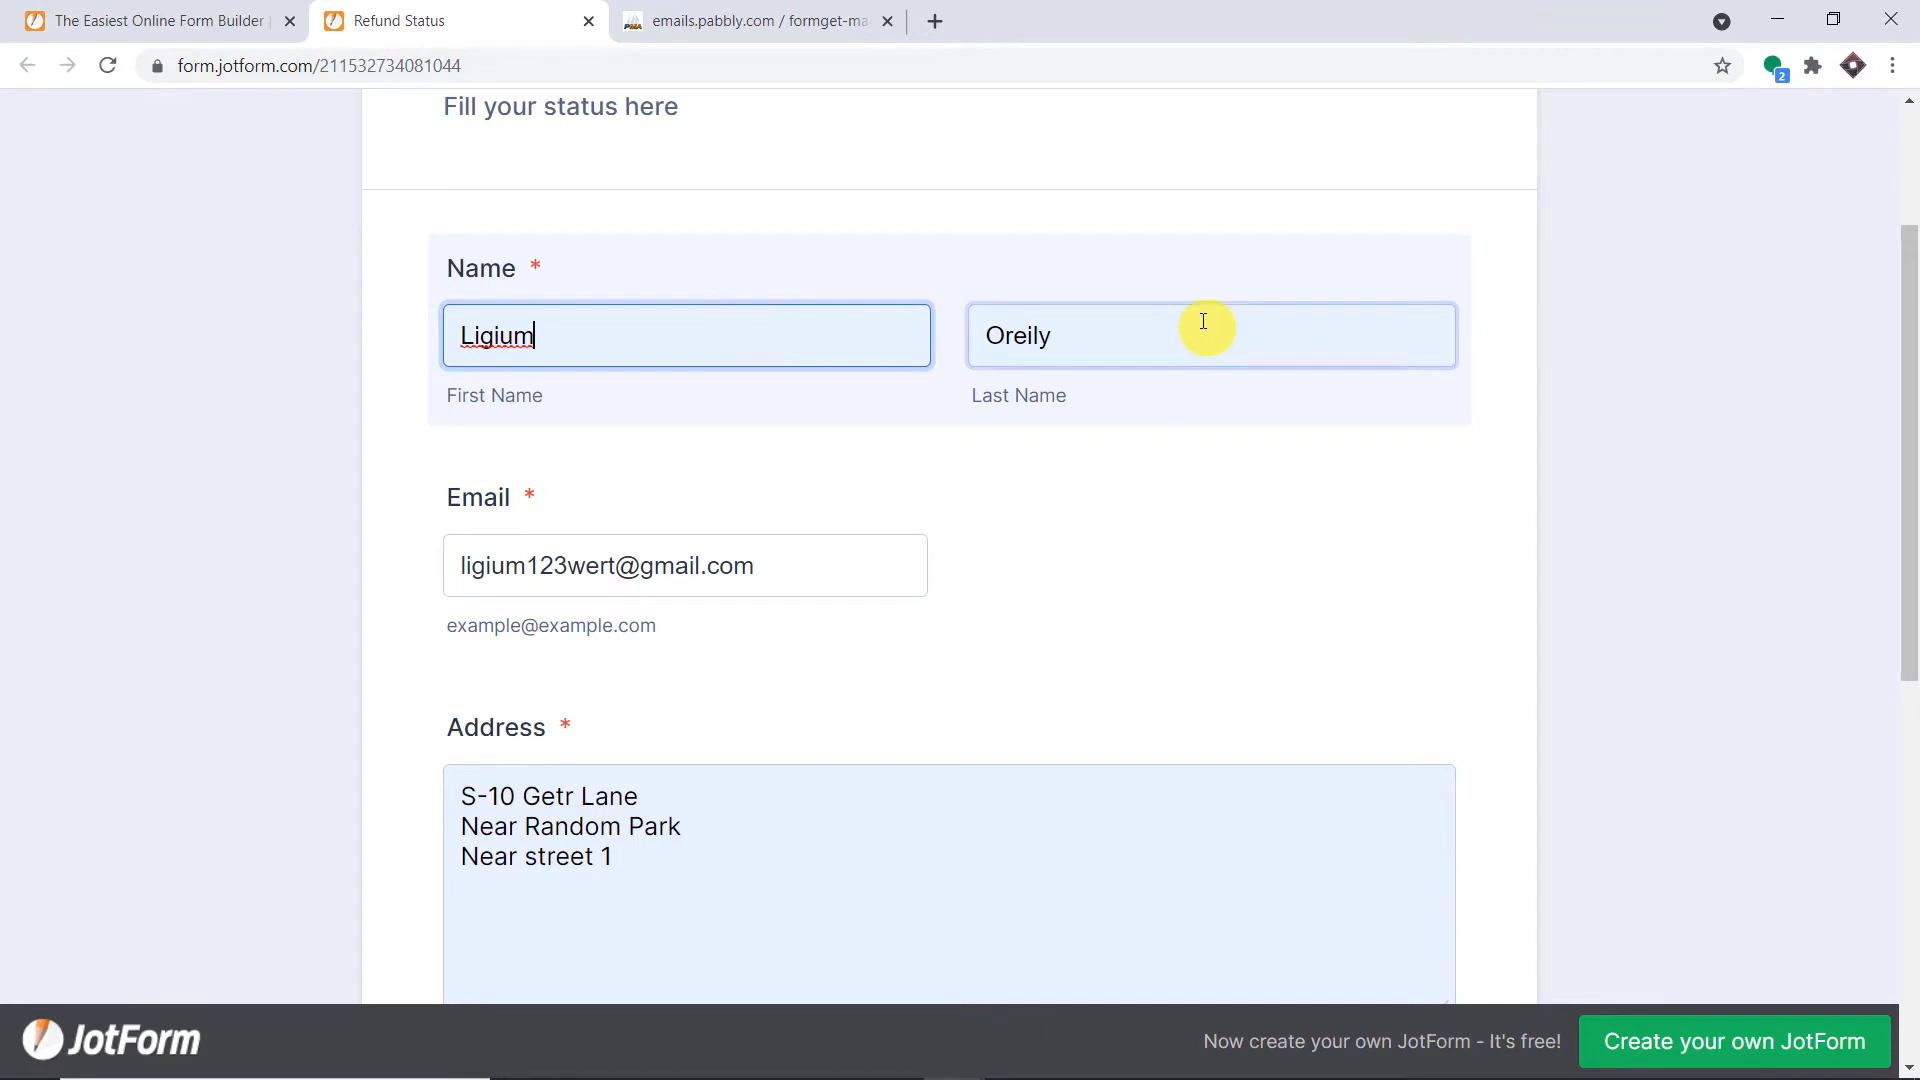 The Easiest Online Form Builder
Refund Status
emails.pabbly.com / formget-ma
form.jotform.com/211532734081044
2
Fill your status here
Name *
Ligium
Oreily
First Name
Last Name
Email *
ligium123wert@gmail.com
example@example.com
Address *
S-10 Getr Lane
Near Random Park
Near street 1
JotForm
Now create your own JotForm - It's free!
Create your own JotForm